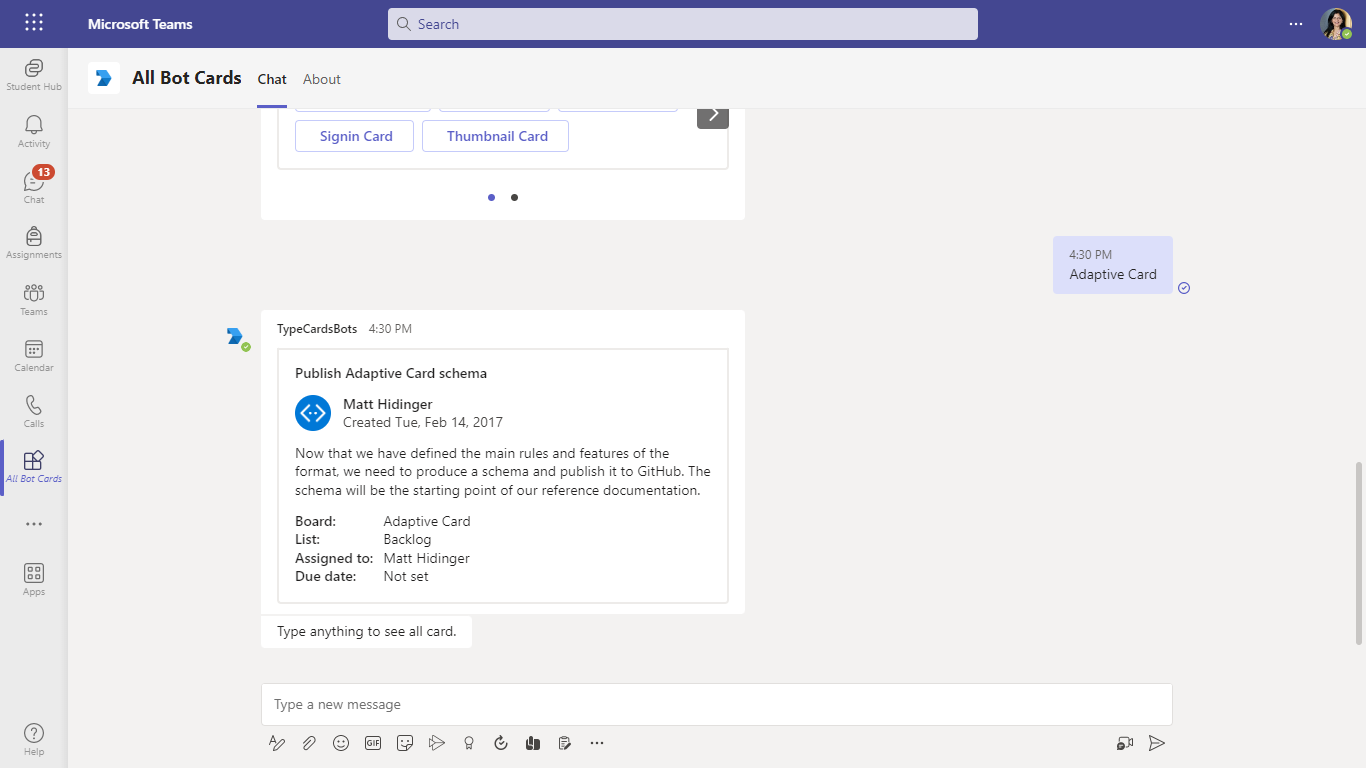 Microsoft Teams
Search
All Bot Cards
Chat
About
Student Hub
Activity
13
Chat
Assignments
Teams
Calendar
Calls
All Bot Cards
Apps
Help
Signin Card
Thumbnail Card
4:30 PM
Adaptive Card
TypeCardsBots 4:30 PM
Publish Adaptive Card schema
Matt Hidinger
Created Tue, Feb 14, 2017
Now that we have defined the main rules and features of the
format, we need to produce a schema and publish it to GitHub. The
schema will be the starting point of our reference documentation.
Board: Adaptive Card
List: Backlog
Assigned to: Matt Hidinger
Due date: Not set
Type anything to see all card.
Type a new message
GIF